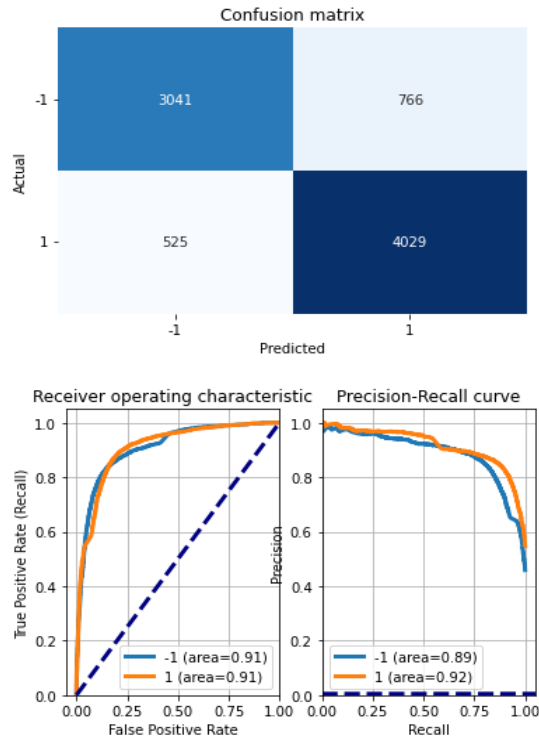 Confusion matrix
-1
3041
766
Actual
1
525
4029
-1
1
Predicted
Receiver operating characteristic
1.0
0.8
0.6
0.4
0.2
0.0
True Positive Rate (Recall)
-1 (area=0.91)
1 (area=0.91)
0.00 0.25 0.50 0.75 1.00
False Positive Rate
Precision-Recall curve
1.0
0.8
0.6
0.4
0.2
0.0
Precision
-1 (area=0.89)
1 (area=0.92)
0.00 0.25 0.50 0.75 1.00
Recall